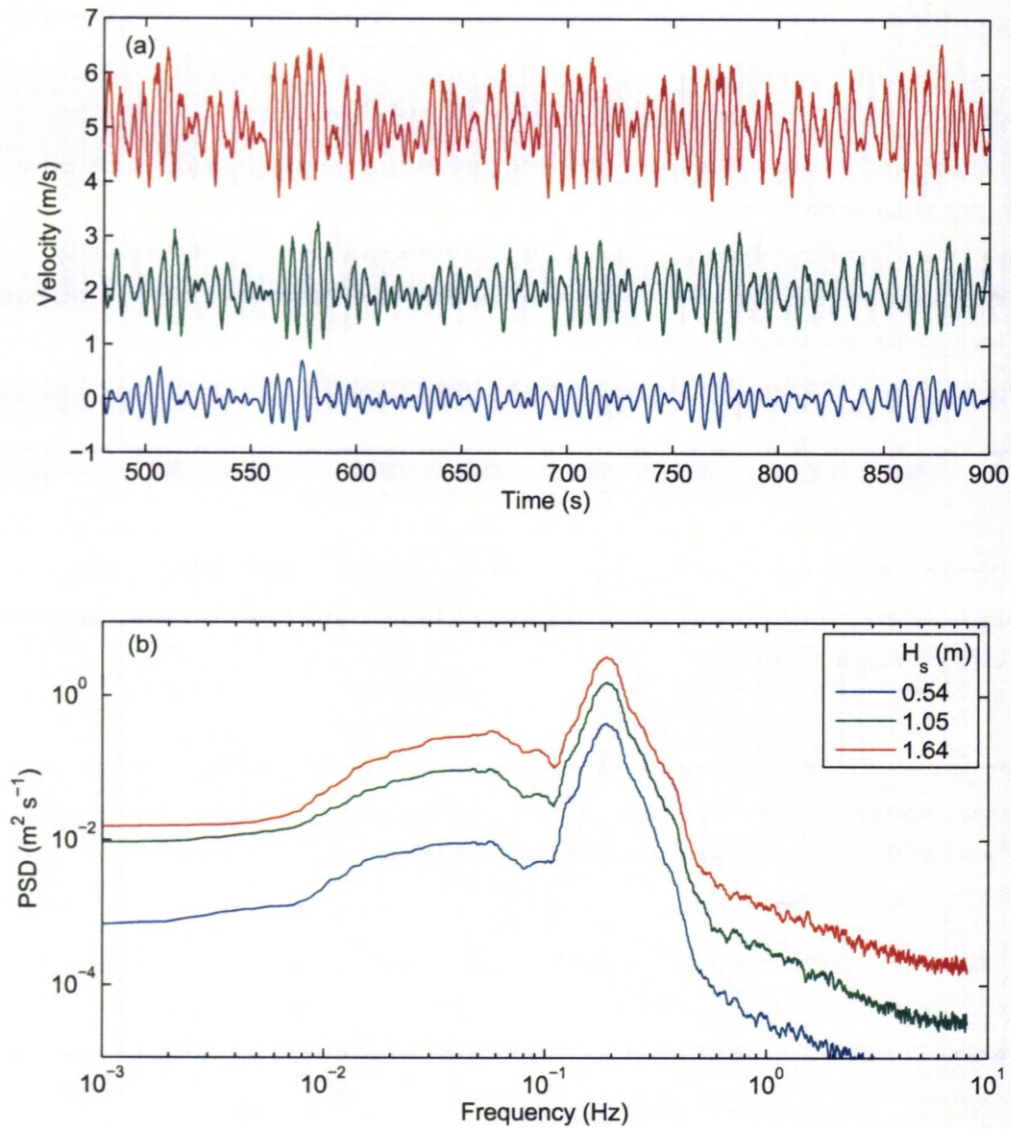 (a)
7
6
5
4
3
2
1
0
−1
Velocity (m/s)
500 550 600 650 700 750 800 850 900
Time (s)
(b)
H_s (m)
0.54
1.05
1.64
10^0
10^−2
10^−4
PSD (m^2 s^−1)
10^−3 10^−2 10^−1 10^0 10^1
Frequency (Hz)